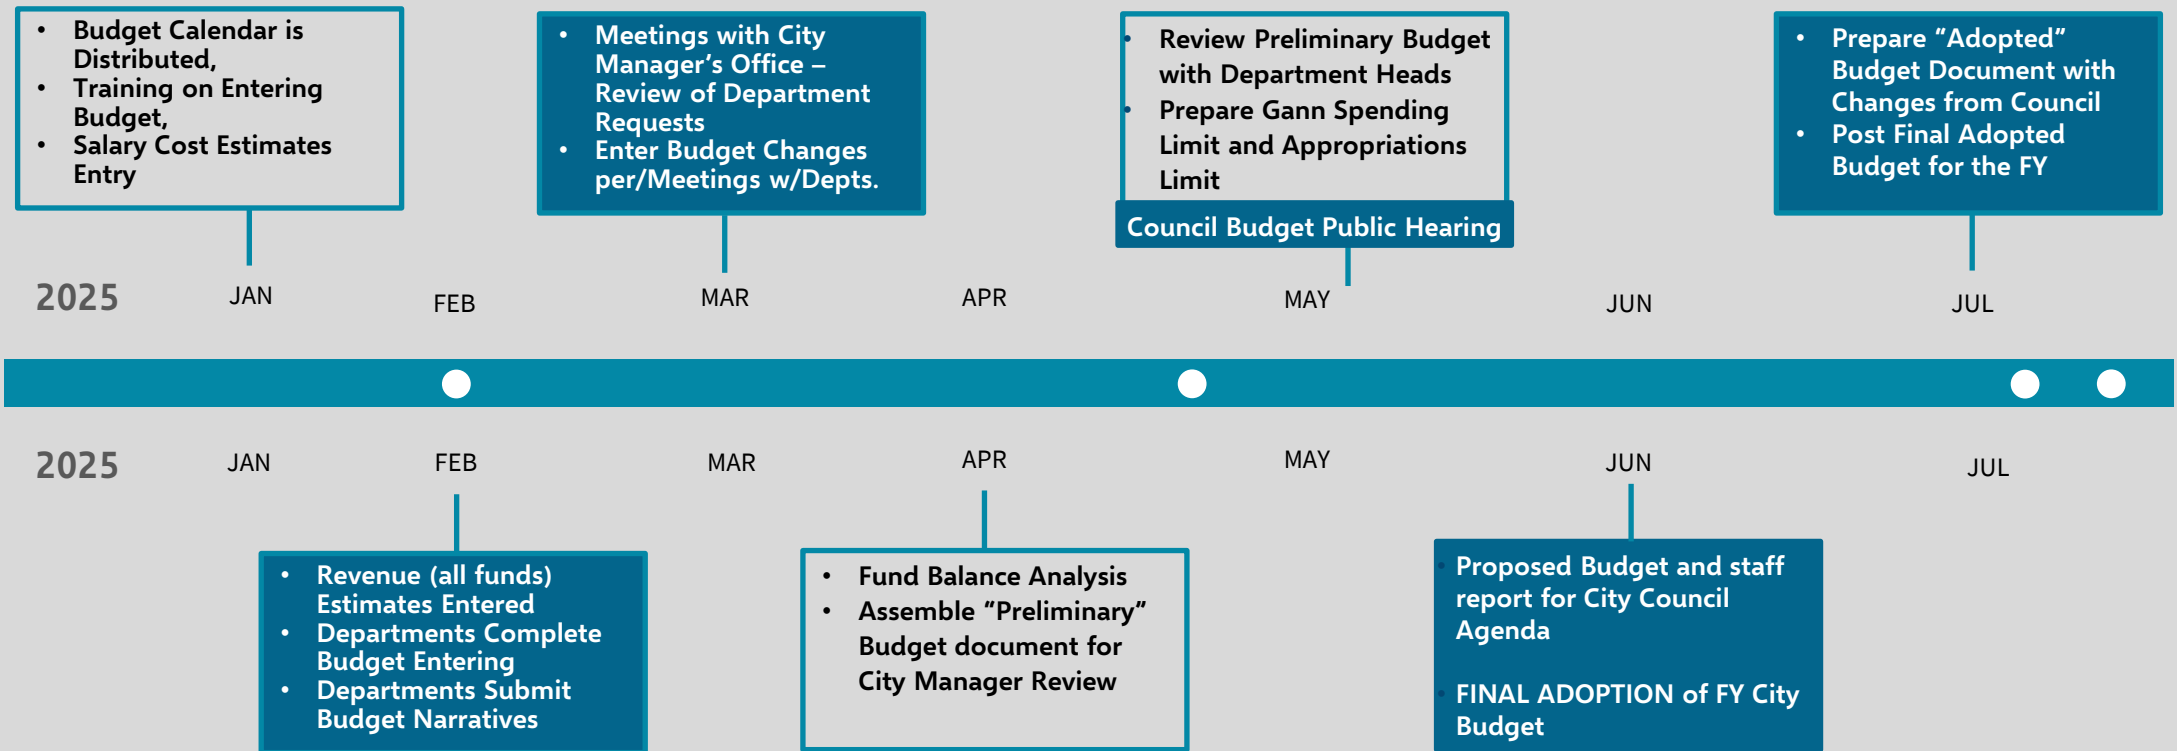 • Budget Calendar is
Distributed,
• Training on Entering
Budget,
• Salary Cost Estimates
Entry
• Meetings with City
Manager’s Office –
Review of Department
Requests
• Enter Budget Changes
per/Meetings w/Depts.
• Review Preliminary Budget
with Department Heads
• Prepare Gann Spending
Limit and Appropriations
Limit
Council Budget Public Hearing
• Prepare “Adopted”
Budget Document with
Changes from Council
• Post Final Adopted
Budget for the FY
2025 JAN FEB MAR APR MAY JUN JUL
2025 JAN FEB MAR APR MAY JUN JUL
• Revenue (all funds)
Estimates Entered
• Departments Complete
Budget Entering
• Departments Submit
Budget Narratives
• Fund Balance Analysis
• Assemble “Preliminary”
Budget document for
City Manager Review
• Proposed Budget and staff
report for City Council
Agenda
• FINAL ADOPTION of FY City
Budget